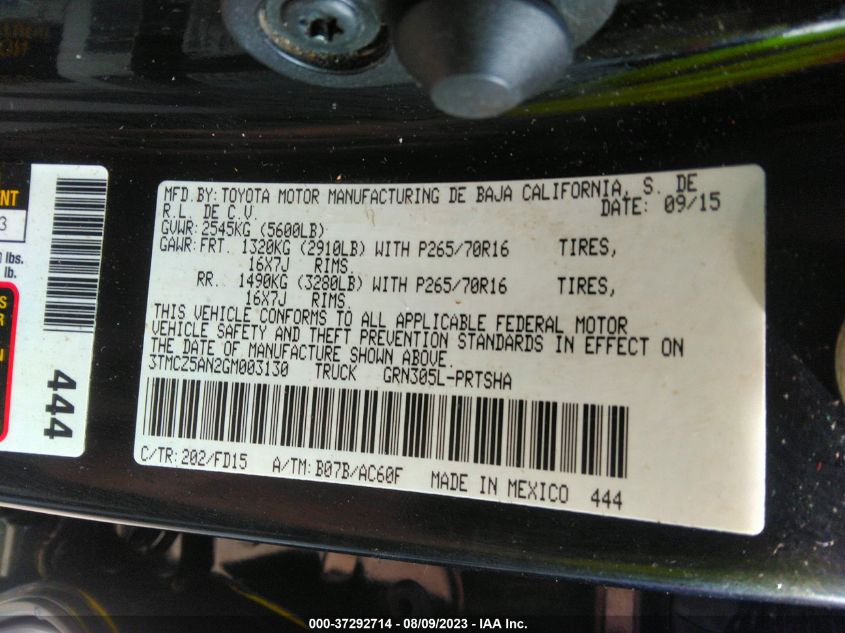 MFD. BY: TOYOTA MOTOR MANUFACTURING DE BAJA CALIFORNIA, S. DE
R.L. DE C.V. DATE: 09/15
GVWR: 2545KG (5600LB)
GAWR: FRT. 1320KG (2910LB) WITH P265/70R16 TIRES,
16X7J RIMS.
RR. 1490KG (3280LB) WITH P265/70R16 TIRES,
16X7J RIMS.
THIS VEHICLE CONFORMS TO ALL APPLICABLE FEDERAL MOTOR
VEHICLE SAFETY AND THEFT PREVENTION STANDARDS IN EFFECT ON
THE DATE OF MANUFACTURE SHOWN ABOVE.
3TMCZ5AN2GM003130 TRUCK GRN305L-PRTSHA
C/TR: 202/FD15 A/TM: B07B/AC60F MADE IN MEXICO 444
NT
3
lbs.
lb.
S
R
N
444
000-37292714 - 08/09/2023 - IAA Inc.